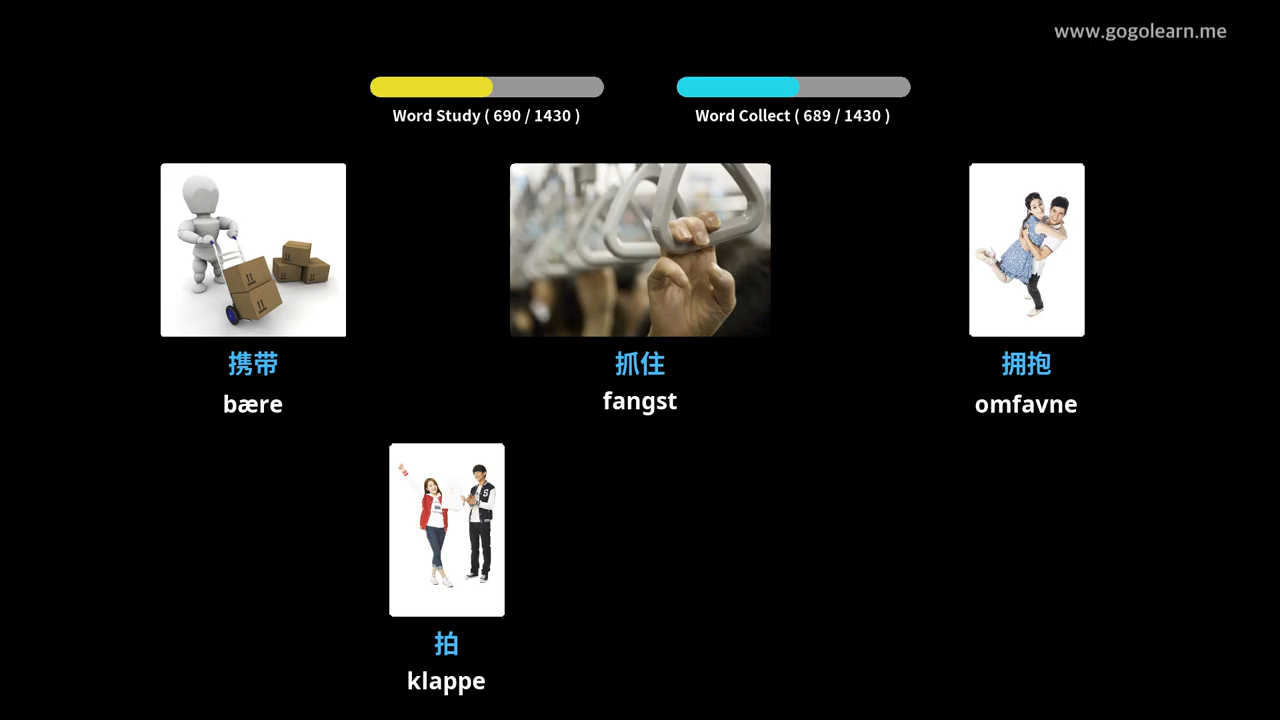 www.gogolearn.me
Word Study ( 690 / 1430 )
Word Collect ( 689 / 1430 )
携带
bære
抓住
fangst
拥抱
omfavne
拍
klappe